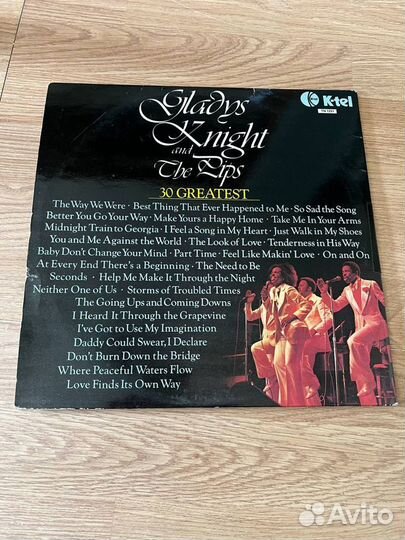 Gladys
Knight
and
The Pips
K-tel
30 GREATEST
The Way We Were · Best Thing That Ever Happened to Me · So Sad the Song
Better You Go Your Way · Make Yours a Happy Home · Take Me In Your Arms
Midnight Train to Georgia · I Feel a Song in My Heart · Just Walk in My Shoes
You and Me Against the World · The Look of Love · Tenderness in His Way
Baby Don't Change Your Mind · Part Time · Feel Like Makin' Love · On and On
At Every End There's a Beginning · The Need to Be
Seconds · Help Me Make It Through the Night
Neither One of Us · Storms of Troubled Times
The Going Ups and Coming Downs
I Heard It Through the Grapevine
I've Got to Use My Imagination
Daddy Could Swear, I Declare
Don't Burn Down the Bridge
Where Peaceful Waters Flow
Love Finds Its Own Way
Avito